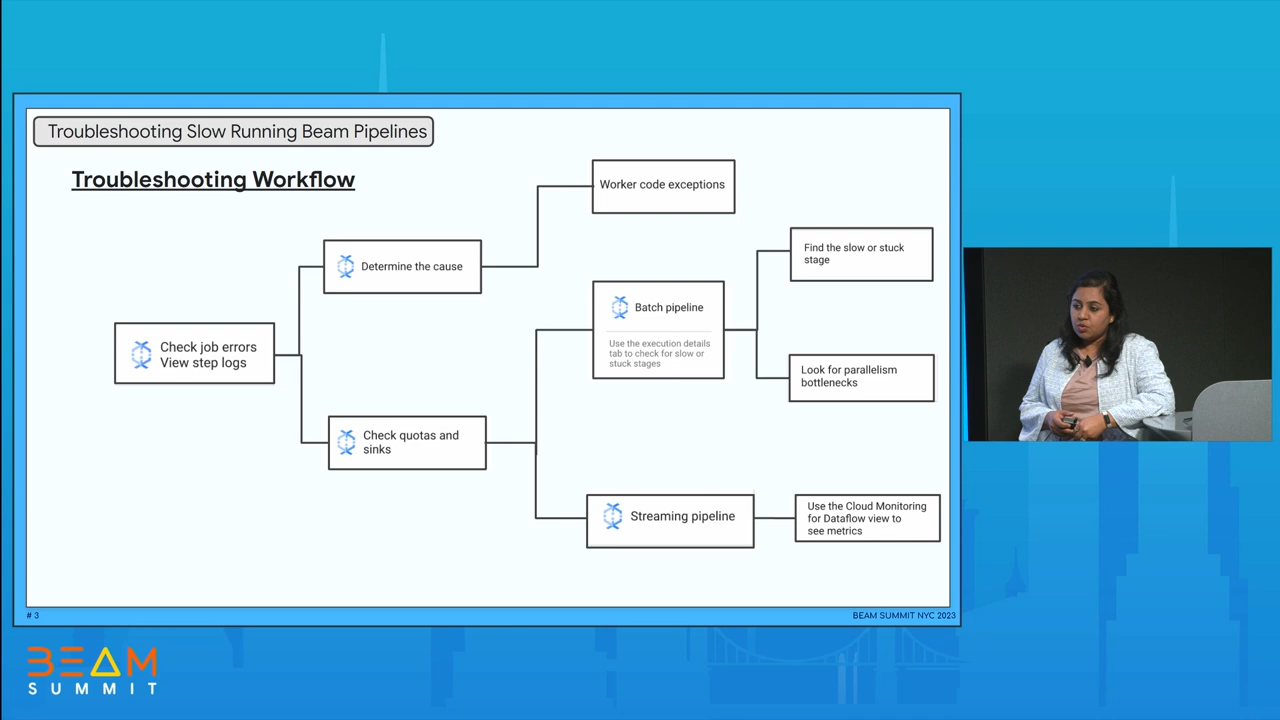 Troubleshooting Slow Running Beam Pipelines
Troubleshooting Workflow
Worker code exceptions
Determine the cause
Find the slow or stuck
stage
Batch pipeline
Use the execution details
tab to check for slow or
stuck stages
Check job errors
View step logs
Look for parallelism
bottlenecks
Check quotas and
sinks
Streaming pipeline
Use the Cloud Monitoring
for Dataflow view to
see metrics
# 3
BEAM SUMMIT NYC 2023
BEAM
SUMMIT